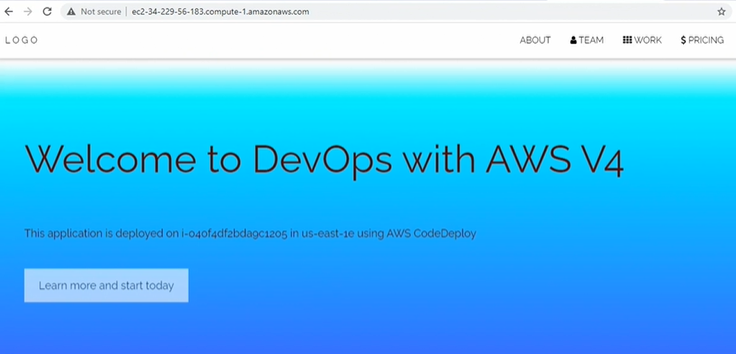 Not secure | ec2-34-229-56-183.compute-1.amazonaws.com
LOGO ABOUT TEAM WORK $ PRICING
Welcome to DevOps with AWS V4
This application is deployed on i-040f4df2bda9c1205 in us-east-1e using AWS CodeDeploy
Learn more and start today